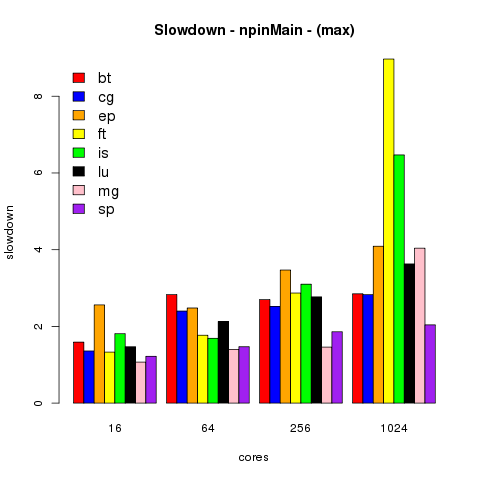 Slowdown - npinMain - (max)
bt
cg
ep
ft
is
lu
mg
sp
slowdown
8
6
4
2
0
16 64 256 1024
cores